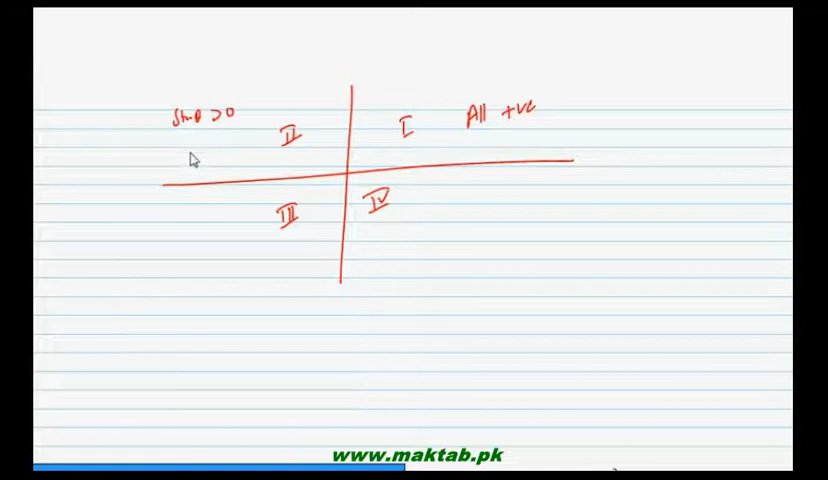 Sinθ >0
II
I
All +ve
III
IV
www.maktab.pk